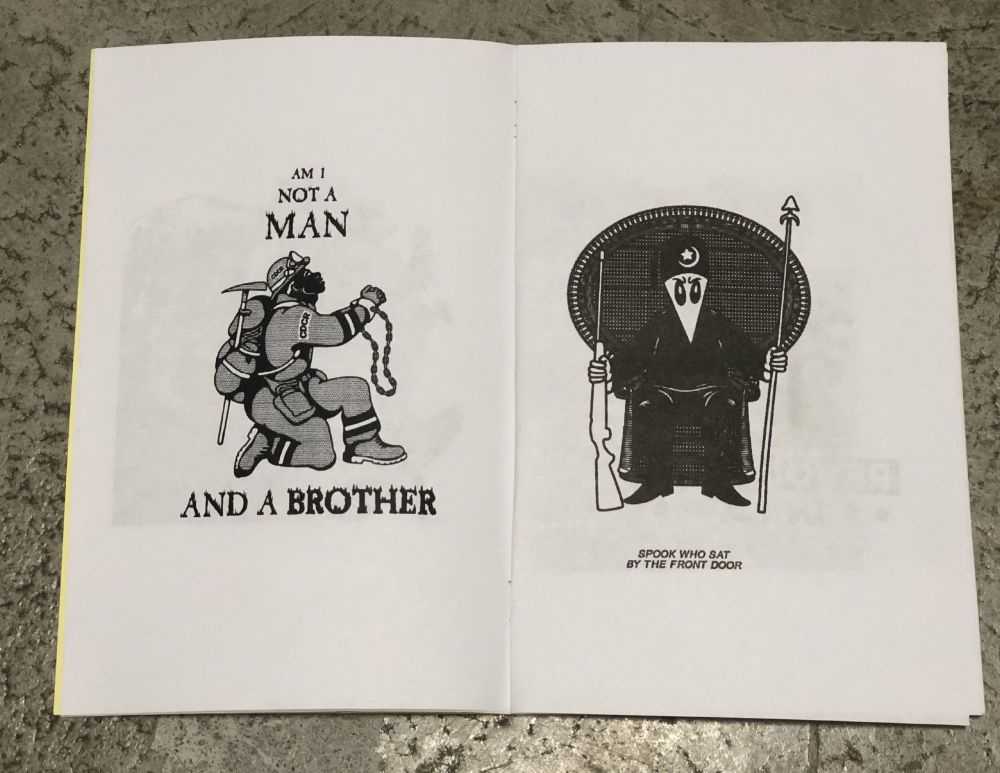 AM I
NOT A
MAN
AND A BROTHER
SPOOK WHO SAT
BY THE FRONT DOOR